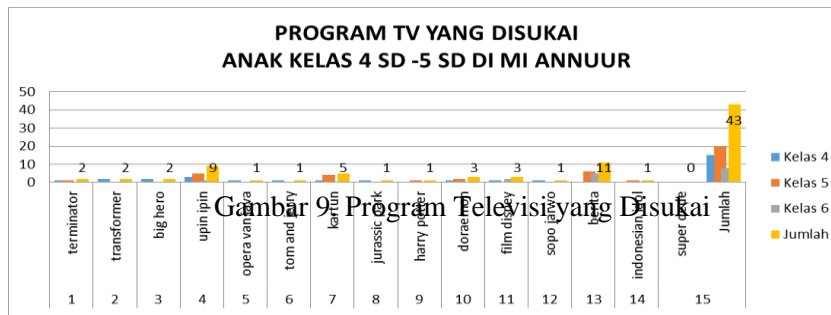 PROGRAM TV YANG DISUKAI
ANAK KELAS 4 SD -5 SD DI MI ANNUUR
50
40
30
20
10
0
2
2
2
9
1
1
5
1
1
3
3
1
11
1
0
43
Kelas 4
Kelas 5
Kelas 6
Jumlah
Gambar 9. Program Televisi yang Disukai
terminator
transformer
big hero
upin ipin
opera van java
tom and jerry
kartun
jurassic park
harry potter
doraemon
film disney
sopo jarwo
berita
indonesian idol
super
Jumlah
1
2
3
4
5
6
7
8
9
10
11
12
13
14
15